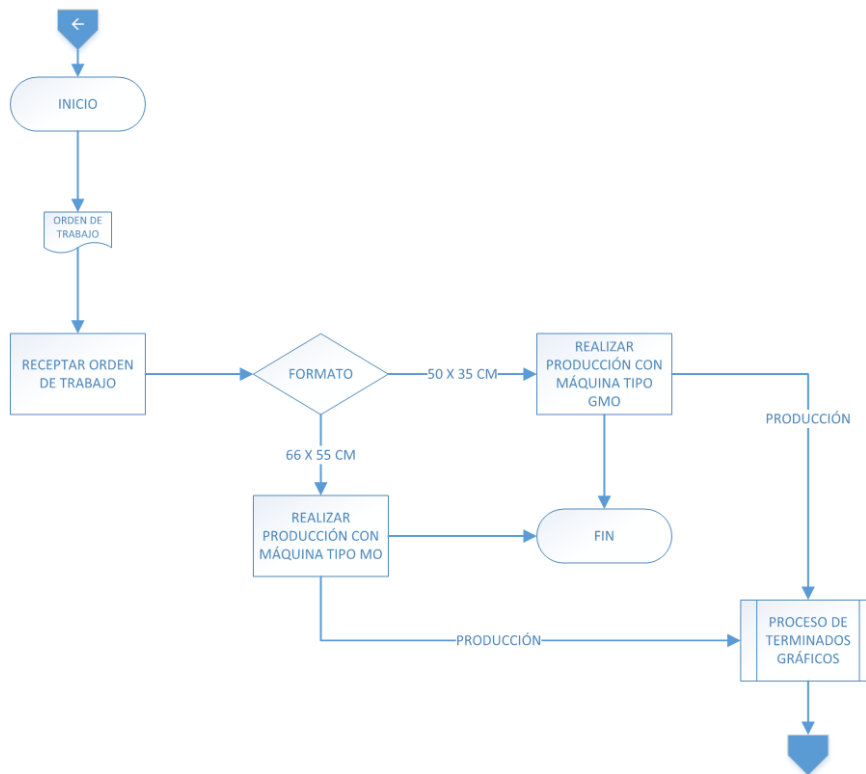 INICIO
ORDEN DE
TRABAJO
RECEPTAR ORDEN
DE TRABAJO
FORMATO
50 X 35 CM
REALIZAR
PRODUCCIÓN CON
MÁQUINA TIPO
GMO
PRODUCCIÓN
66 X 55 CM
REALIZAR
PRODUCCIÓN CON
MÁQUINA TIPO MO
FIN
PRODUCCIÓN
PROCESO DE
TERMINADOS
GRÁFICOS